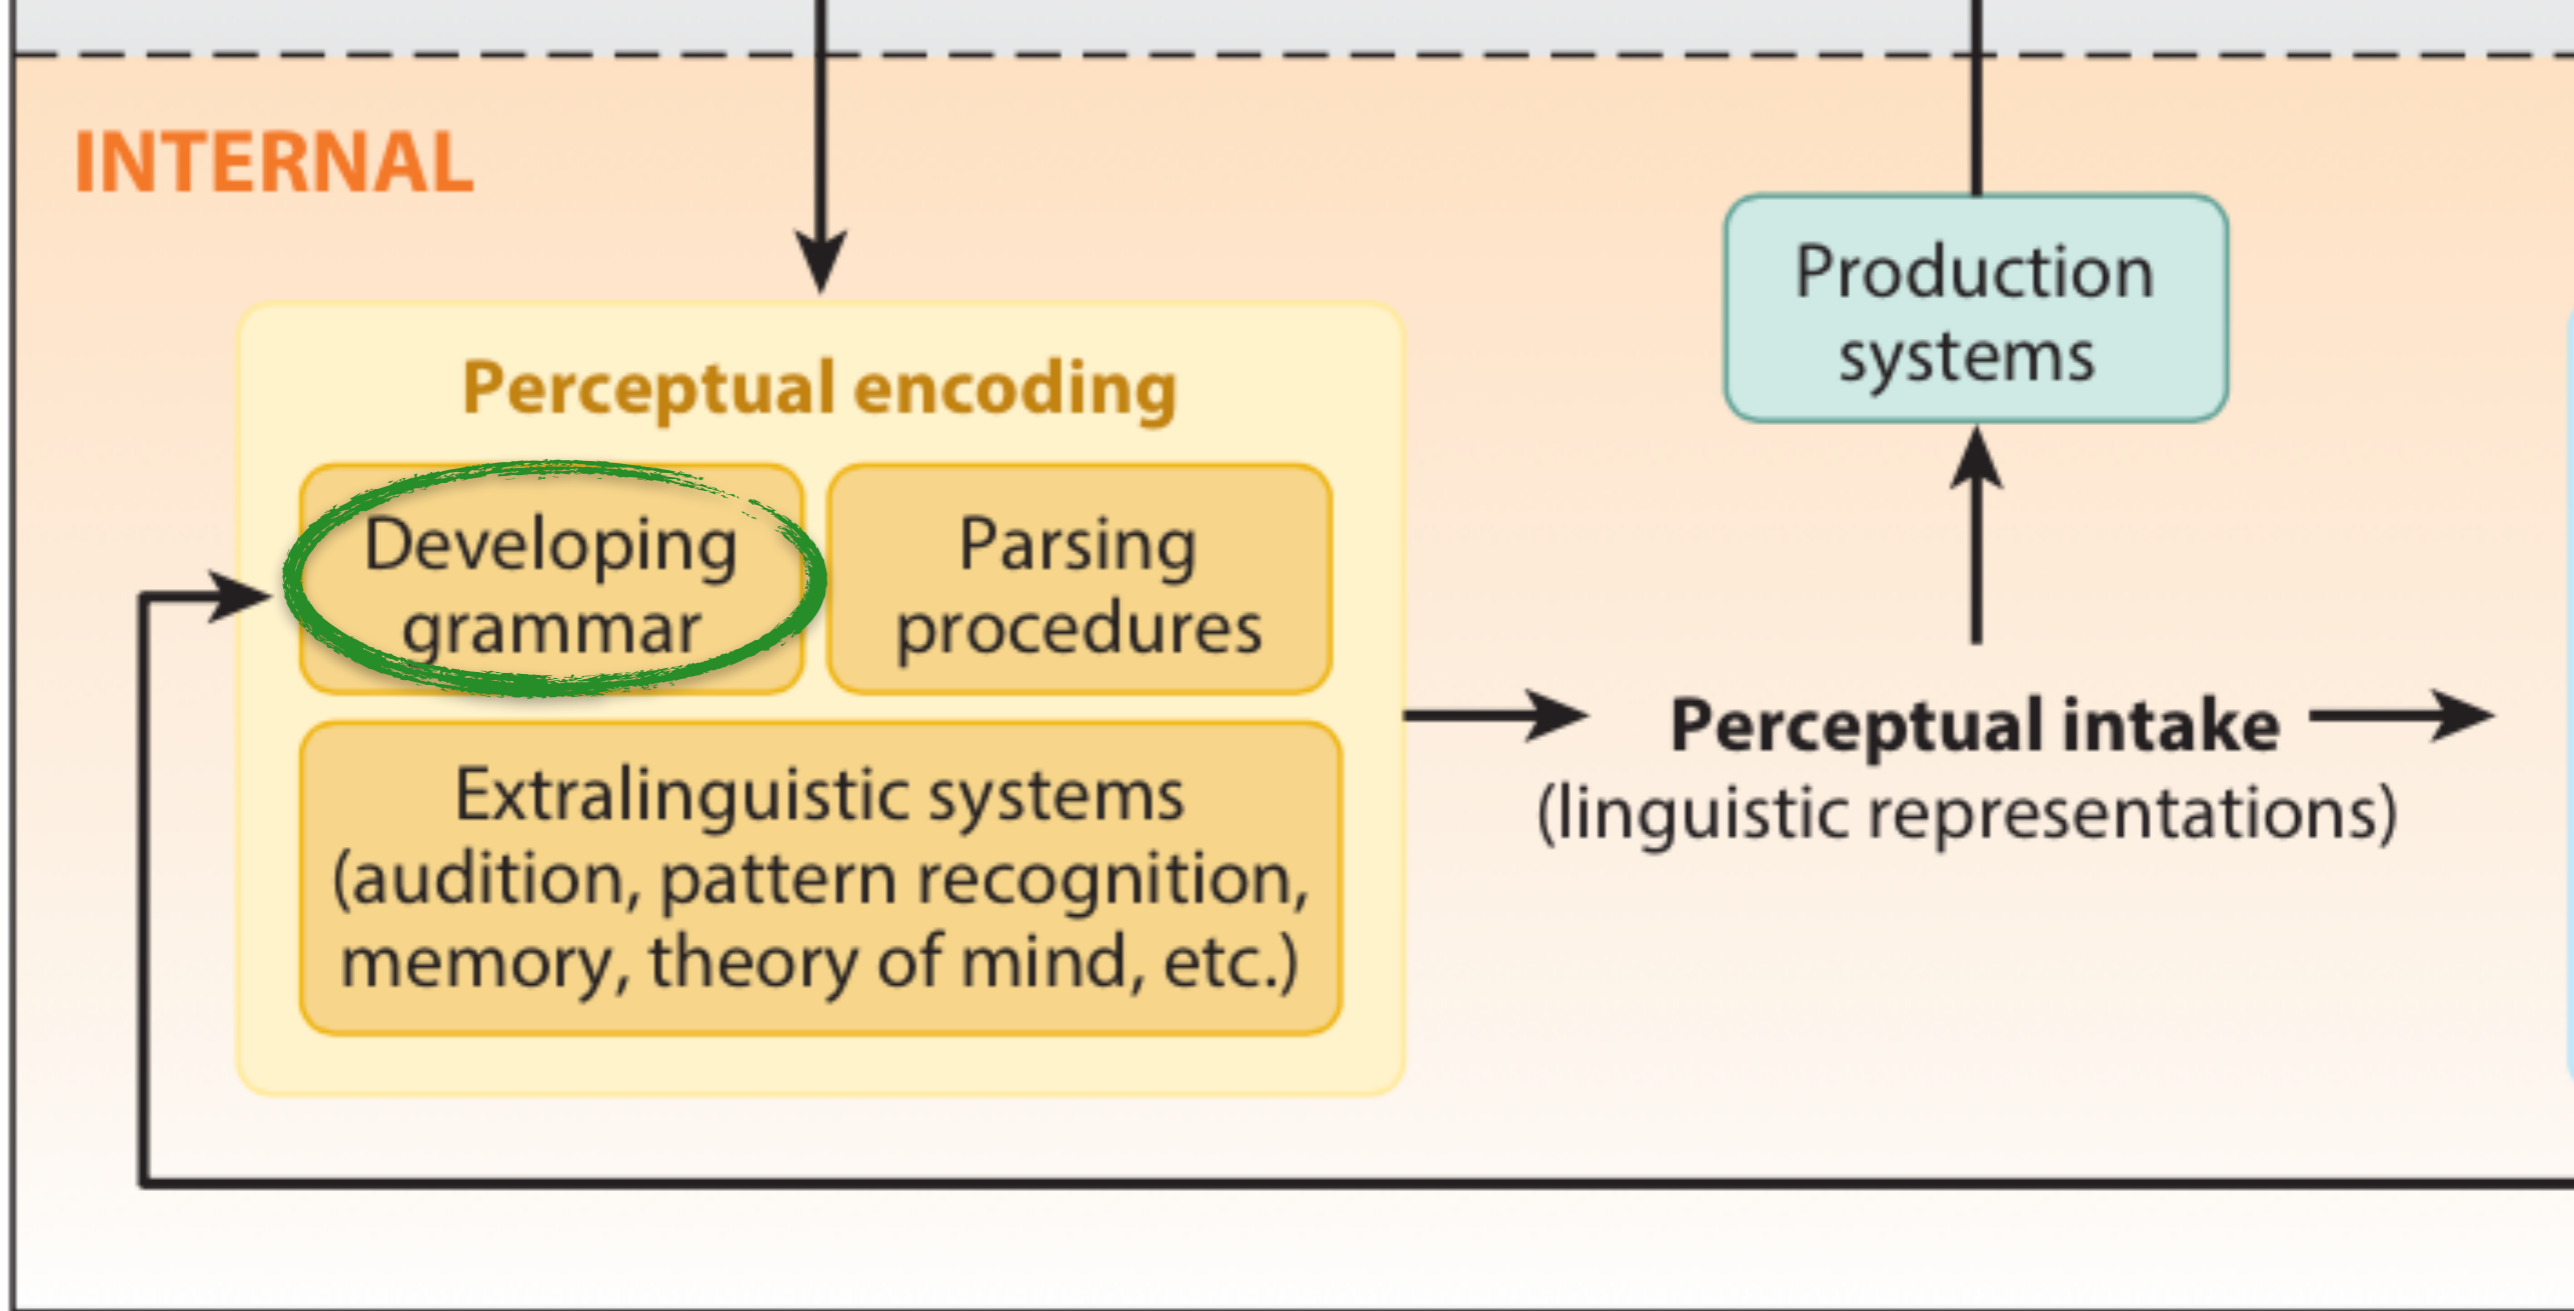 INTERNAL
Perceptual encoding
Developing
grammar
Parsing
procedures
Extralinguistic systems
(audition, pattern recognition,
memory, theory of mind, etc.)
Production
systems
Perceptual intake
(linguistic representations)